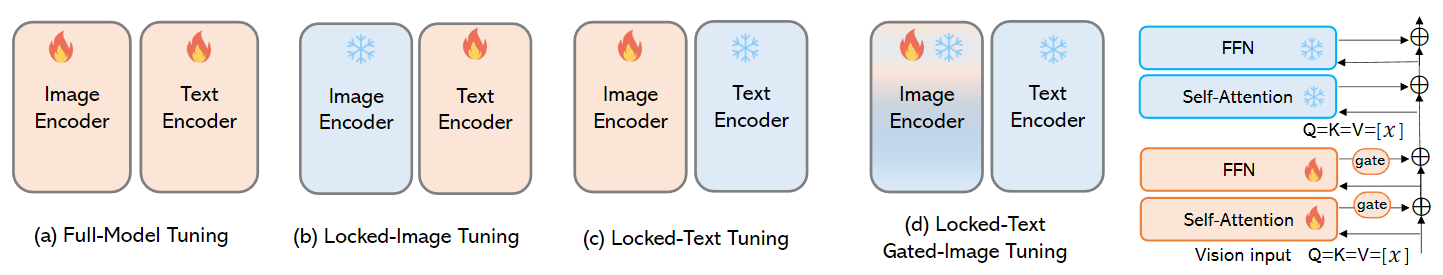 Image
Encoder
Text
Encoder
(a) Full-Model Tuning
Image
Encoder
Text
Encoder
(b) Locked-Image Tuning
Image
Encoder
Text
Encoder
(c) Locked-Text Tuning
Image
Encoder
Text
Encoder
(d) Locked-Text
Gated-Image Tuning
FFN
Self-Attention
Q=K=V=[x]
FFN
gate
Self-Attention
gate
Vision input Q=K=V=[x]